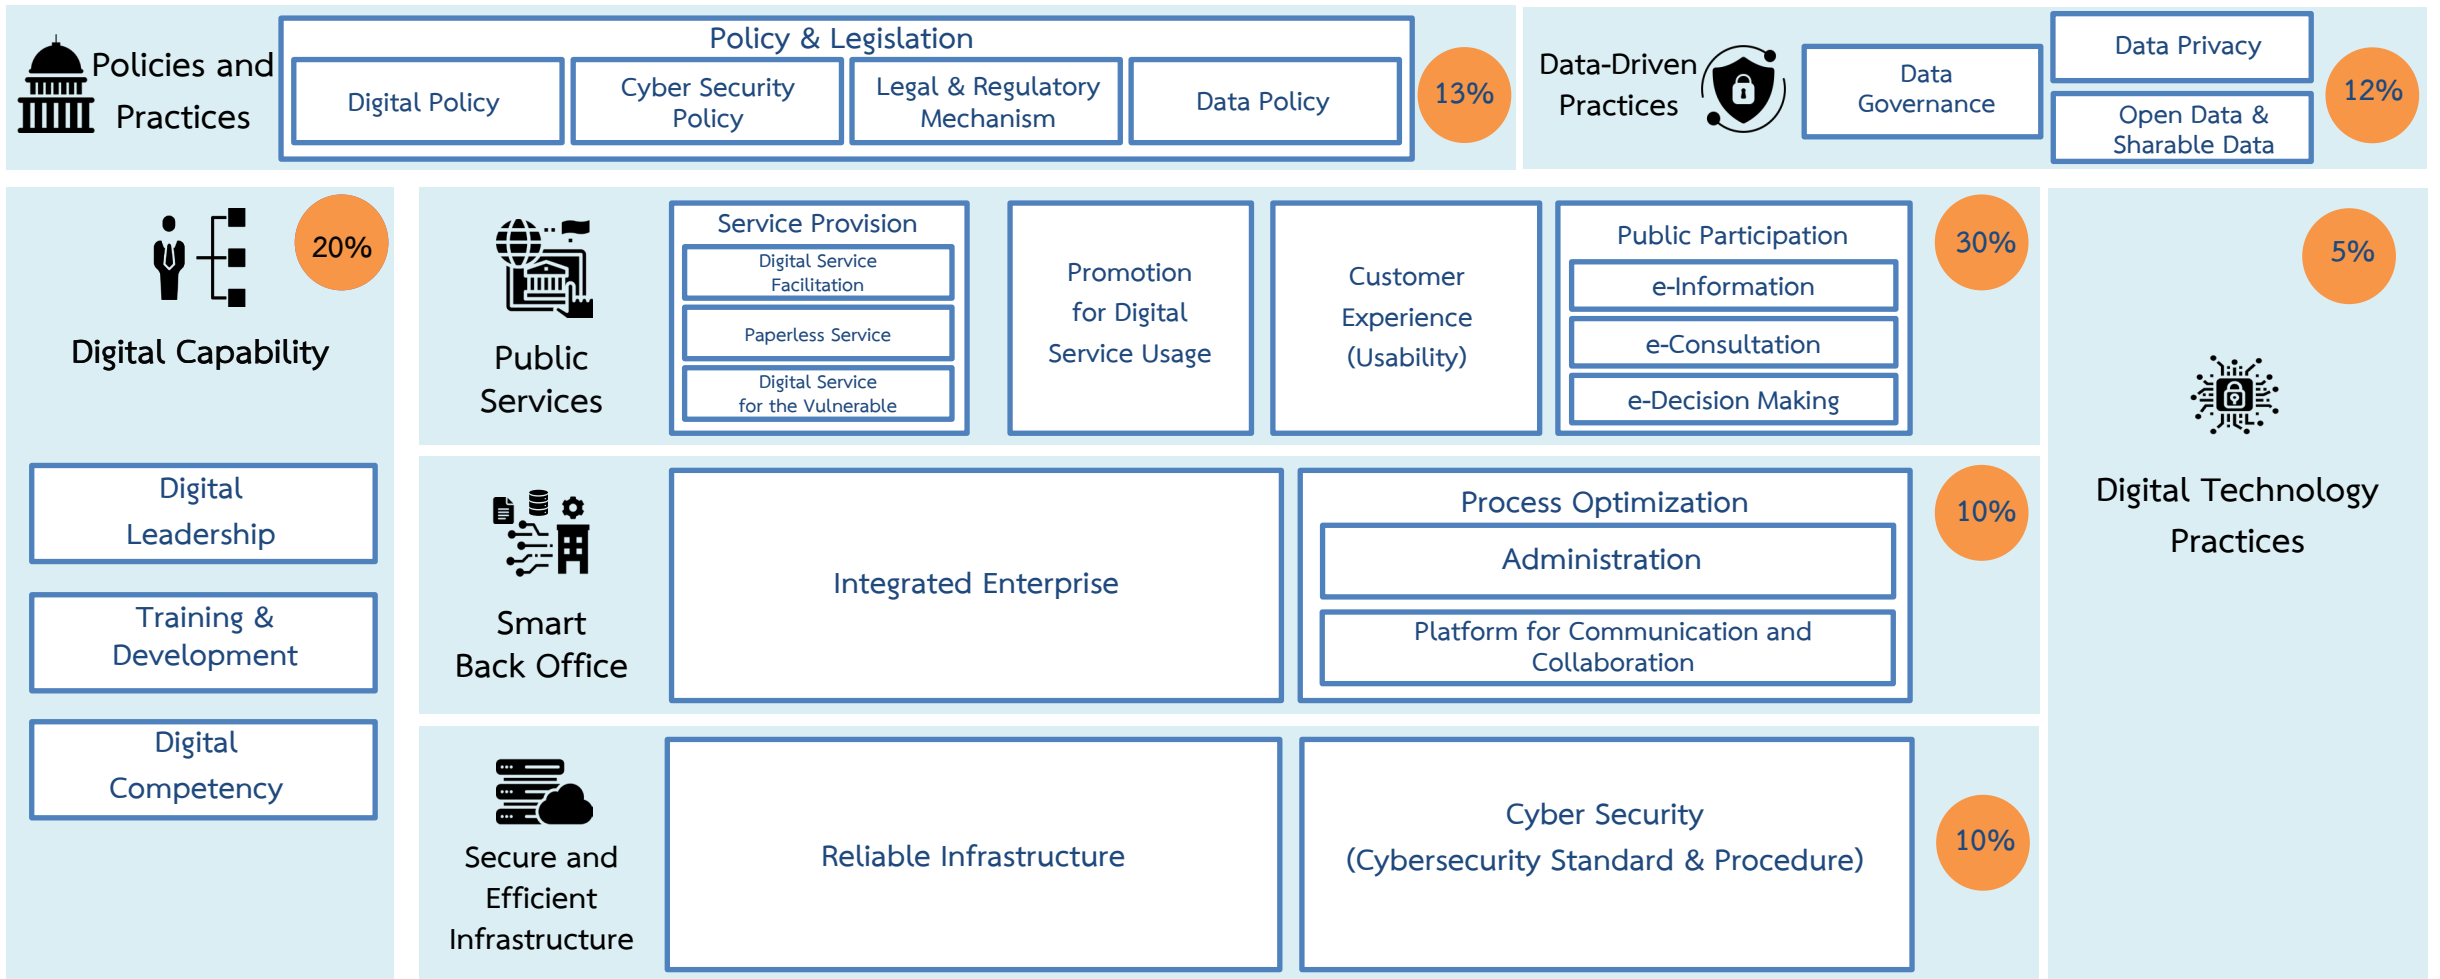 Policies and
Practices
Policy & Legislation
Digital Policy
Cyber Security
Policy
Legal & Regulatory
Mechanism
Data Policy
13%
Data-Driven
Practices
Data
Governance
Data Privacy
Open Data &
Sharable Data
12%
20%
Digital Capability
Digital
Leadership
Training &
Development
Digital
Competency
Public
Services
Service Provision
Digital Service
Facilitation
Paperless Service
Digital Service
for the Vulnerable
Promotion
for Digital
Service Usage
Customer
Experience
(Usability)
Public Participation
e-Information
e-Consultation
e-Decision Making
30%
Smart
Back Office
Integrated Enterprise
Process Optimization
Administration
Platform for Communication and
Collaboration
10%
Secure and
Efficient
Infrastructure
Reliable Infrastructure
Cyber Security
(Cybersecurity Standard & Procedure)
10%
5%
Digital Technology
Practices